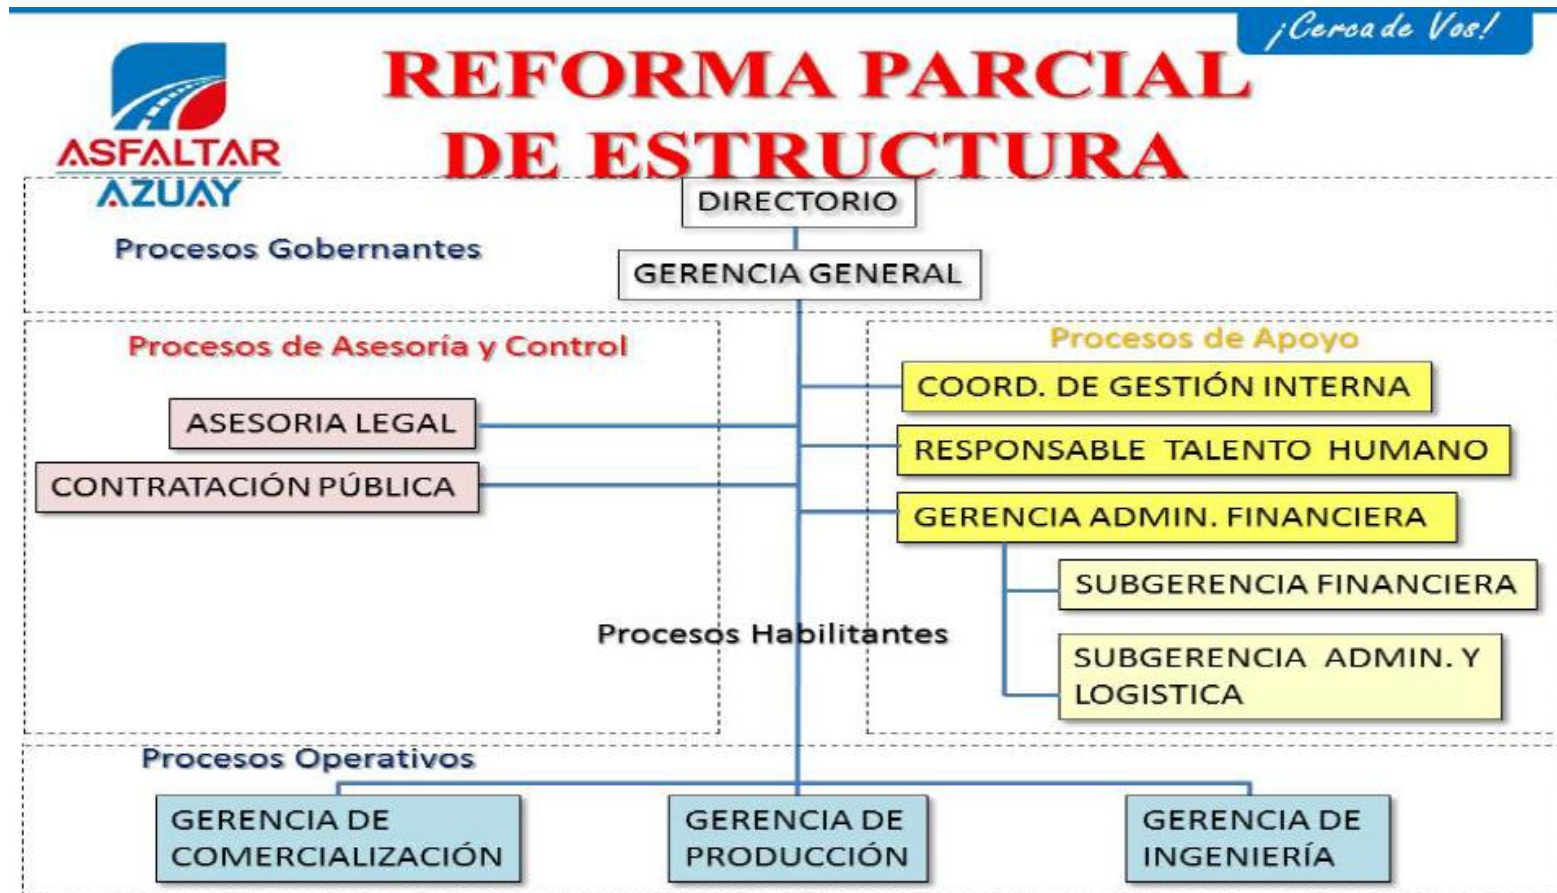 ¡Cerca de Vos!
REFORMA PARCIAL
DE ESTRUCTURA
ASFALTAR
AZUAY
DIRECTORIO
Procesos Gobernantes
GERENCIA GENERAL
Procesos de Asesoría y Control
ASESORIA LEGAL
CONTRATACIÓN PÚBLICA
Procesos de Apoyo
COORD. DE GESTIÓN INTERNA
RESPONSABLE TALENTO HUMANO
GERENCIA ADMIN. FINANCIERA
SUBGERENCIA FINANCIERA
SUBGERENCIA ADMIN. Y
LOGISTICA
Procesos Habilitantes
Procesos Operativos
GERENCIA DE
COMERCIALIZACIÓN
GERENCIA DE
PRODUCCIÓN
GERENCIA DE
INGENIERÍA